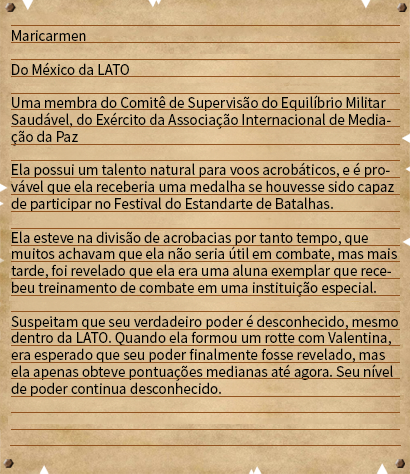 Maricarmen
Do México da LATO
Uma membra do Comitê de Supervisão do Equilíbrio Militar
Saudável, do Exército da Associação Internacional de Media-
ção da Paz
Ela possui um talento natural para voos acrobáticos, e é pro-
vável que ela receberia uma medalha se houvesse sido capaz
de participar no Festival do Estandarte de Batalhas.
Ela esteve na divisão de acrobacias por tanto tempo, que
muitos achavam que ela não seria útil em combate, mas mais
tarde, foi revelado que ela era uma aluna exemplar que rece-
beu treinamento de combate em uma instituição especial.
Suspeitam que seu verdadeiro poder é desconhecido, mesmo
dentro da LATO. Quando ela formou um rotte com Valentina,
era esperado que seu poder finalmente fosse revelado, mas
ela apenas obteve pontuações medianas até agora. Seu nível
de poder continua desconhecido.